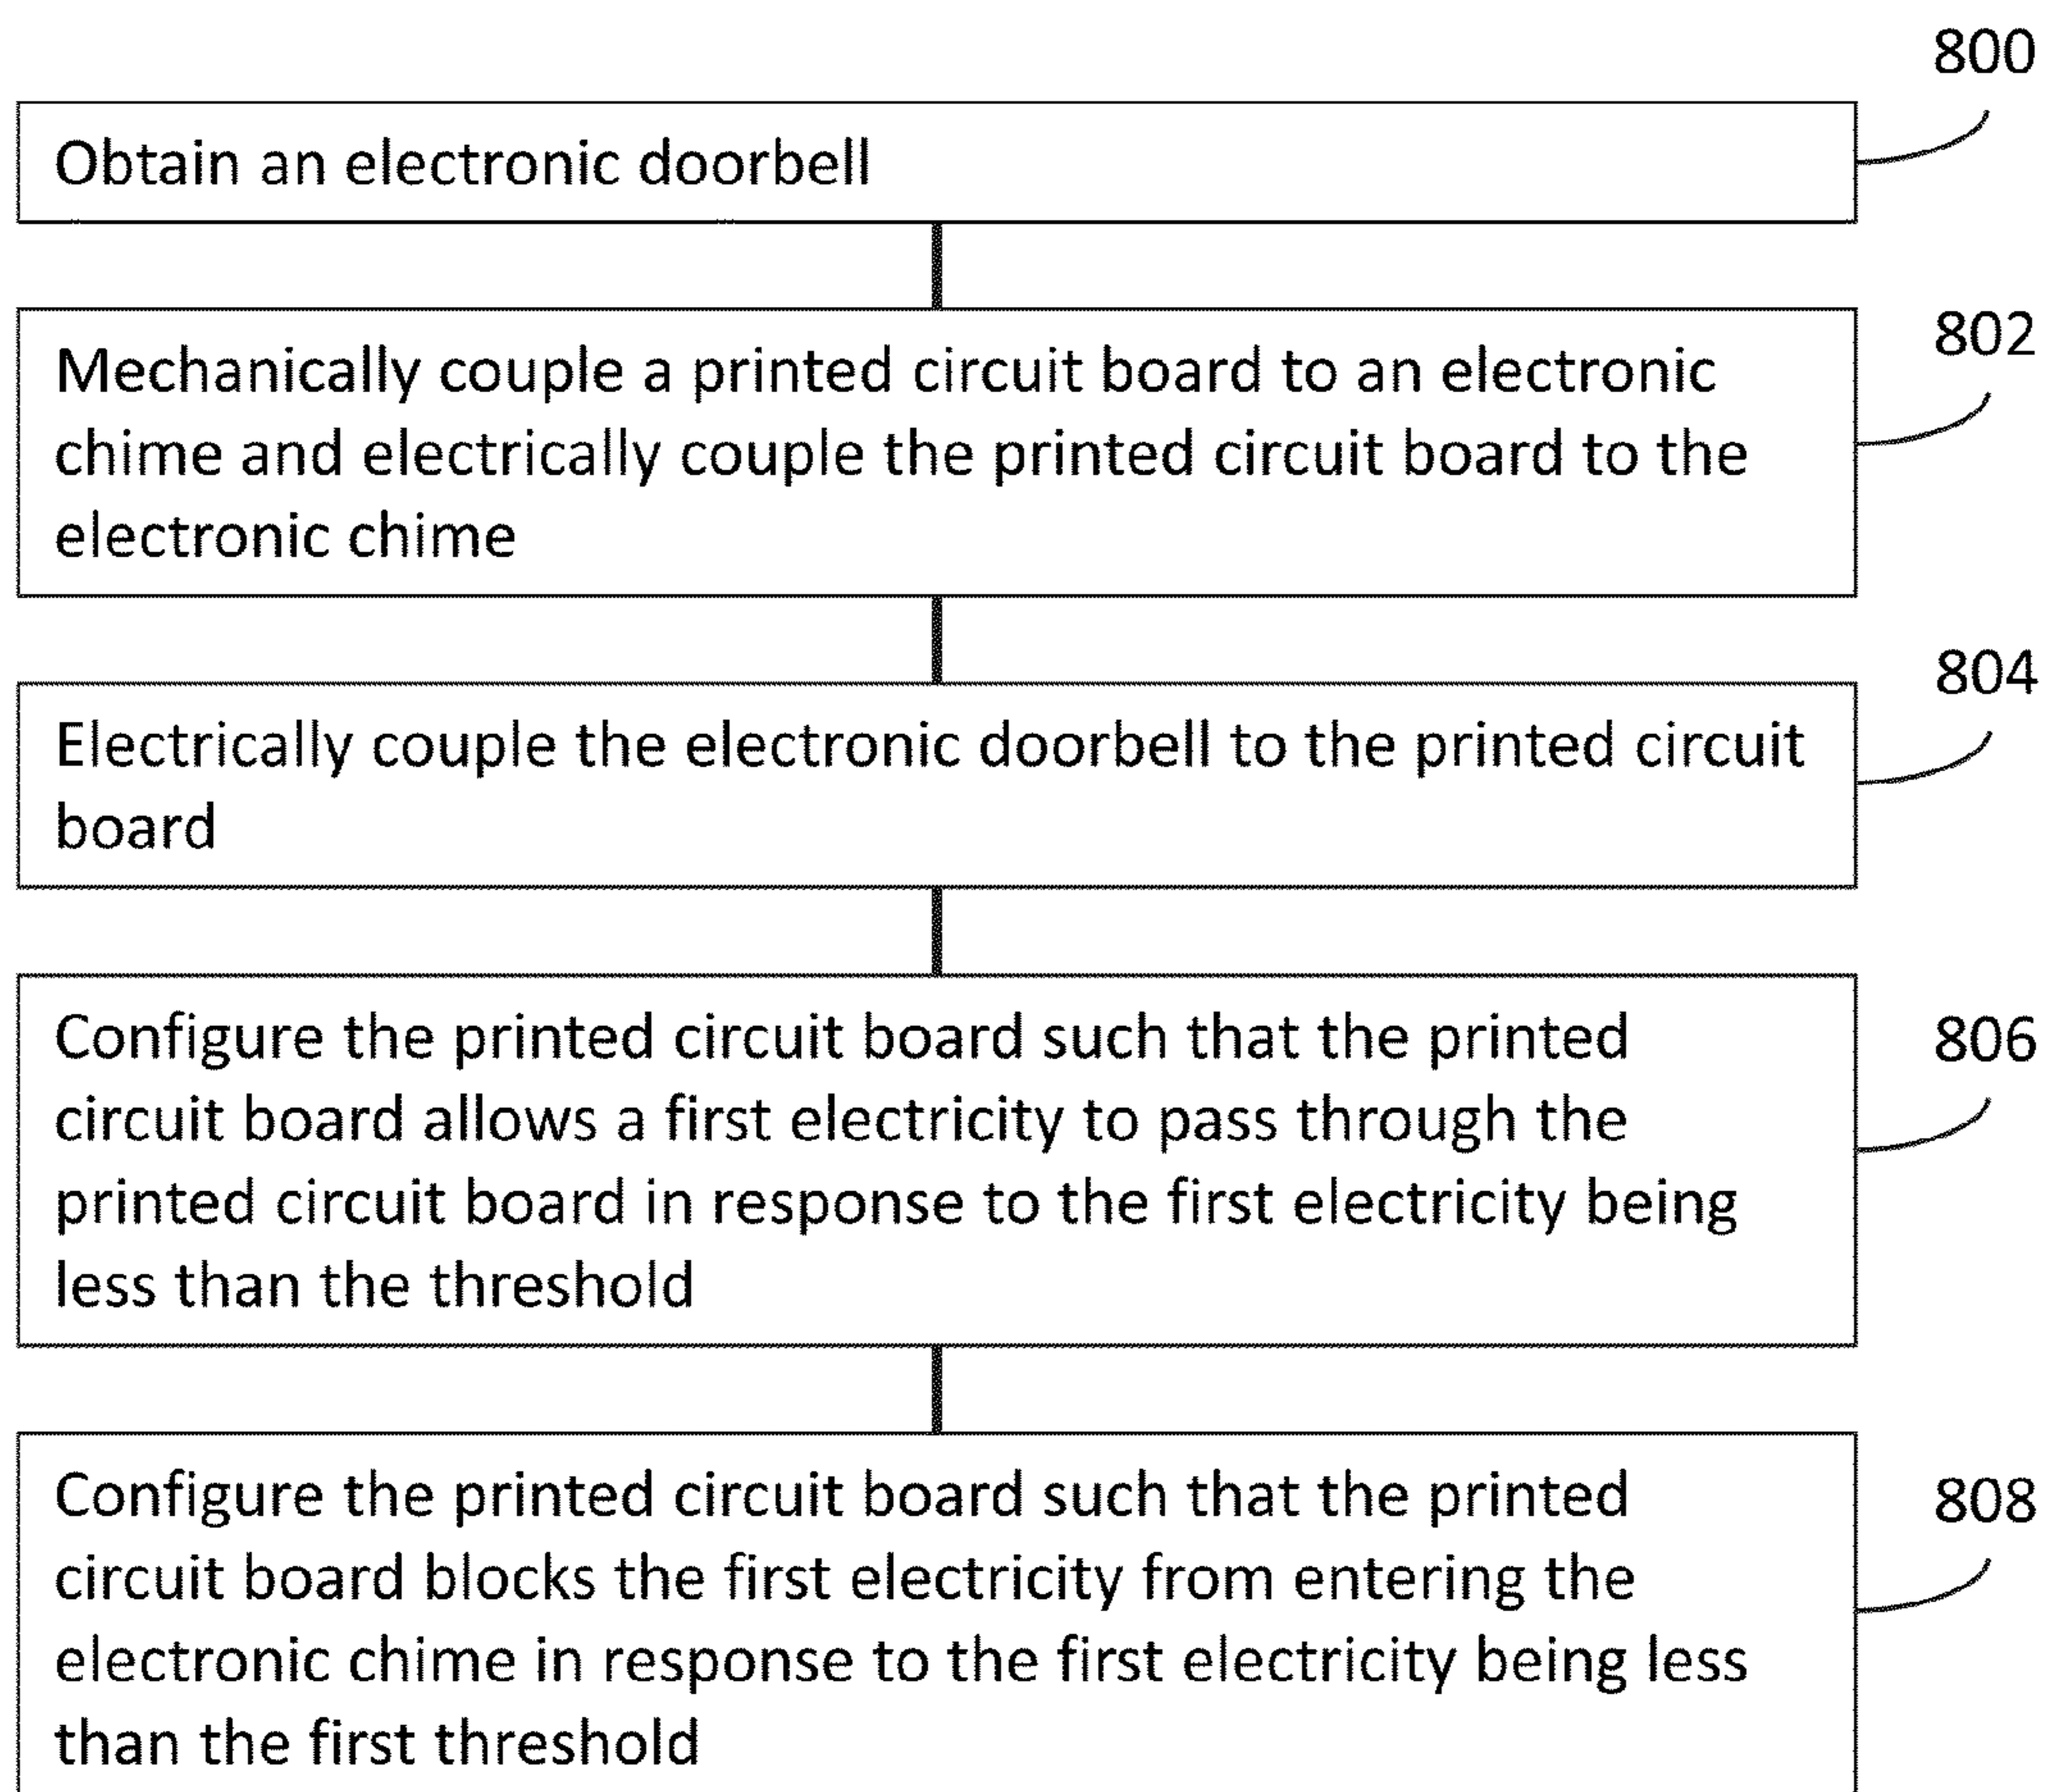 800
Obtain an electronic doorbell
802
Mechanically couple a printed circuit board to an electronic
chime and electrically couple the printed circuit board to the
electronic chime
804
Electrically couple the electronic doorbell to the printed circuit
board
806
Configure the printed circuit board such that the printed
circuit board allows a first electricity to pass through the
printed circuit board in response to the first electricity being
less than the threshold
808
Configure the printed circuit board such that the printed
circuit board blocks the first electricity from entering the
electronic chime in response to the first electricity being less
than the first threshold